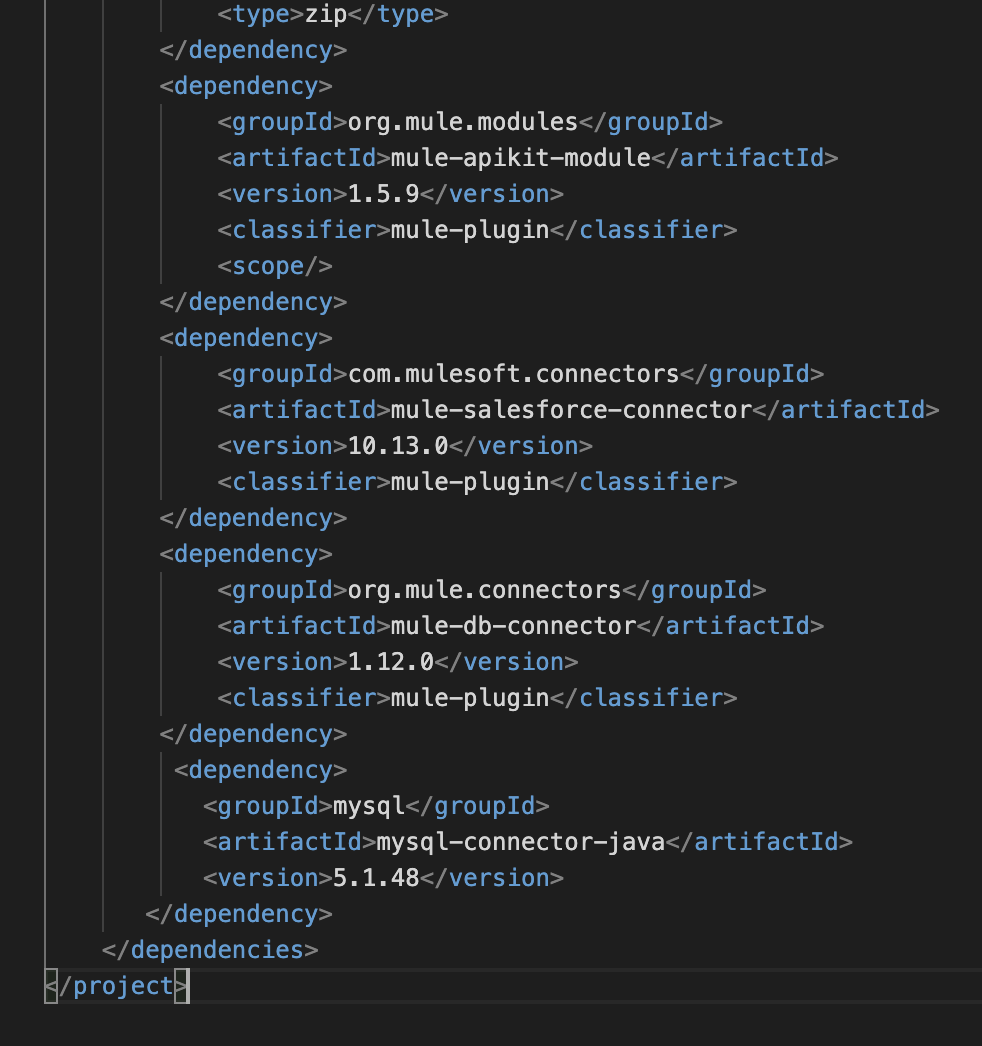 <type>zip</type>
</dependency>
<dependency>
<groupId>org.mule.modules</groupId>
<artifactId>mule-apikit-module</artifactId>
<version>1.5.9</version>
<classifier>mule-plugin</classifier>
<scope/>
</dependency>
<dependency>
<groupId>com.mulesoft.connectors</groupId>
<artifactId>mule-salesforce-connector</artifactId>
<version>10.13.0</version>
<classifier>mule-plugin</classifier>
</dependency>
<dependency>
<groupId>org.mule.connectors</groupId>
<artifactId>mule-db-connector</artifactId>
<version>1.12.0</version>
<classifier>mule-plugin</classifier>
</dependency>
<dependency>
<groupId>mysql</groupId>
<artifactId>mysql-connector-java</artifactId>
<version>5.1.48</version>
</dependency>
</dependencies>
</project>